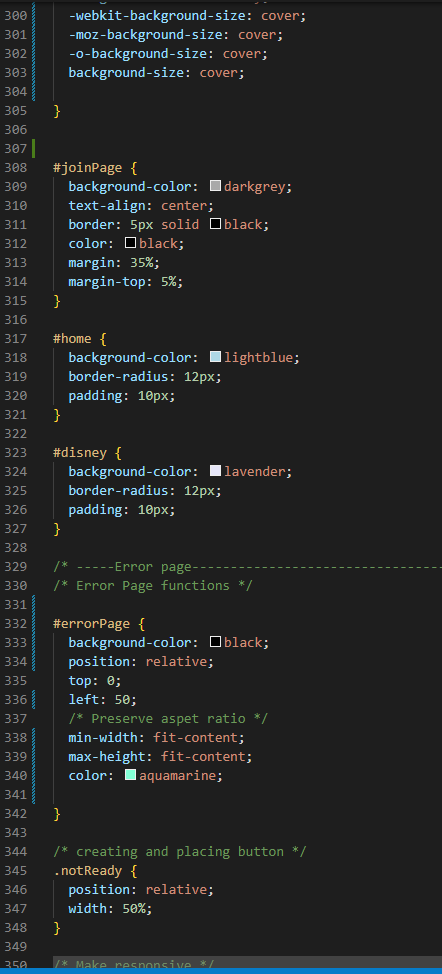 300 -webkit-background-size: cover;
301 -moz-background-size: cover;
302 -o-background-size: cover;
303 background-size: cover;
304
305 }
306
307
308 #joinPage {
309 background-color: darkgrey;
310 text-align: center;
311 border: 5px solid black;
312 color: black;
313 margin: 35%;
314 margin-top: 5%;
315 }
316
317 #home {
318 background-color: lightblue;
319 border-radius: 12px;
320 padding: 10px;
321 }
322
323 #disney {
324 background-color: lavender;
325 border-radius: 12px;
326 padding: 10px;
327 }
328
329 /* -----Error page---------------------------------
330 /* Error Page functions */
331
332 #errorPage {
333 background-color: black;
334 position: relative;
335 top: 0;
336 left: 50;
337 /* Preserve aspet ratio */
338 min-width: fit-content;
339 max-height: fit-content;
340 color: aquamarine;
341
342 }
343
344 /* creating and placing button */
345 .notReady {
346 position: relative;
347 width: 50%;
348 }
349
350 /* Make responsive */